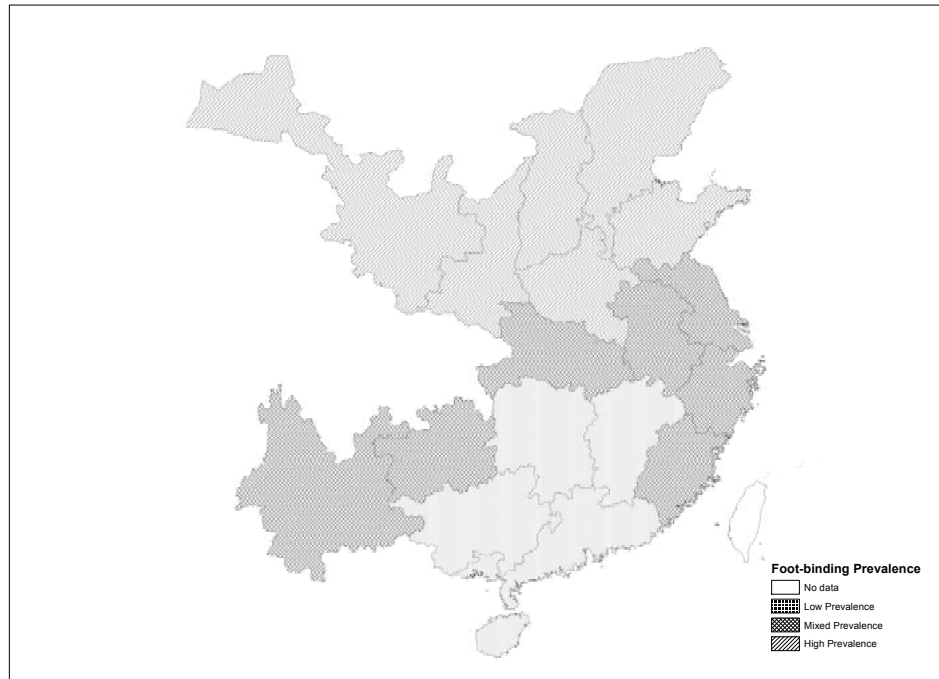 Foot-binding Prevalence
No data
Low Prevalence
Mixed Prevalence
High Prevalence